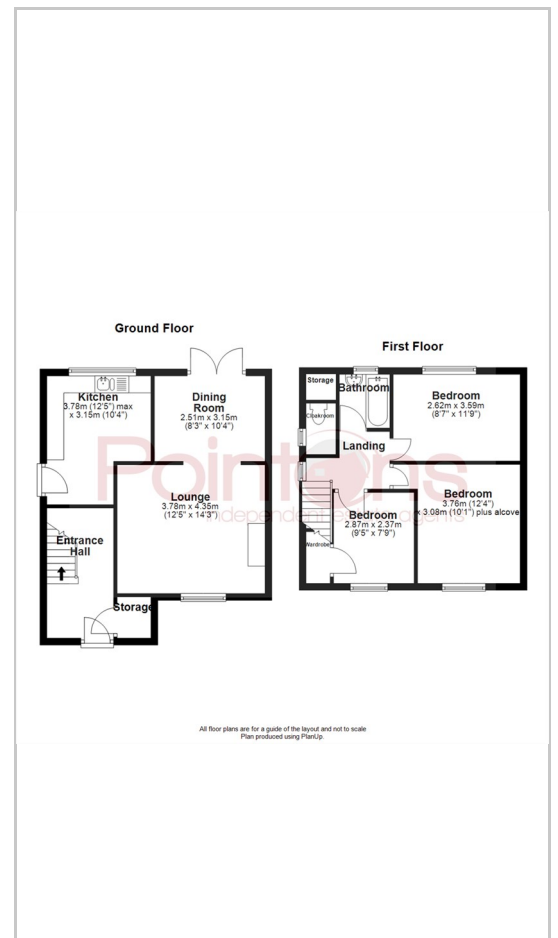 Ground Floor
Kitchen
3.78m (12'5") max
x 3.15m (10'4")
Dining
Room
2.51m x 3.15m
(8'3" x 10'4")
Lounge
3.78m x 4.35m
(12'5" x 14'3")
Entrance
Hall
Storage
First Floor
Storage
Bathroom
Cloakroom
Landing
Bedroom
2.62m x 3.59m
(8'7" x 11'9")
Bedroom
3.76m (12'4")
x 3.08m (10'1") plus alcove
Bedroom
2.87m x 2.37m
(9'5" x 7'9")
Wardrobe
Pointons
independent estate agents
All floor plans are for a guide of the layout and not to scale
Plan produced using PlanUp.